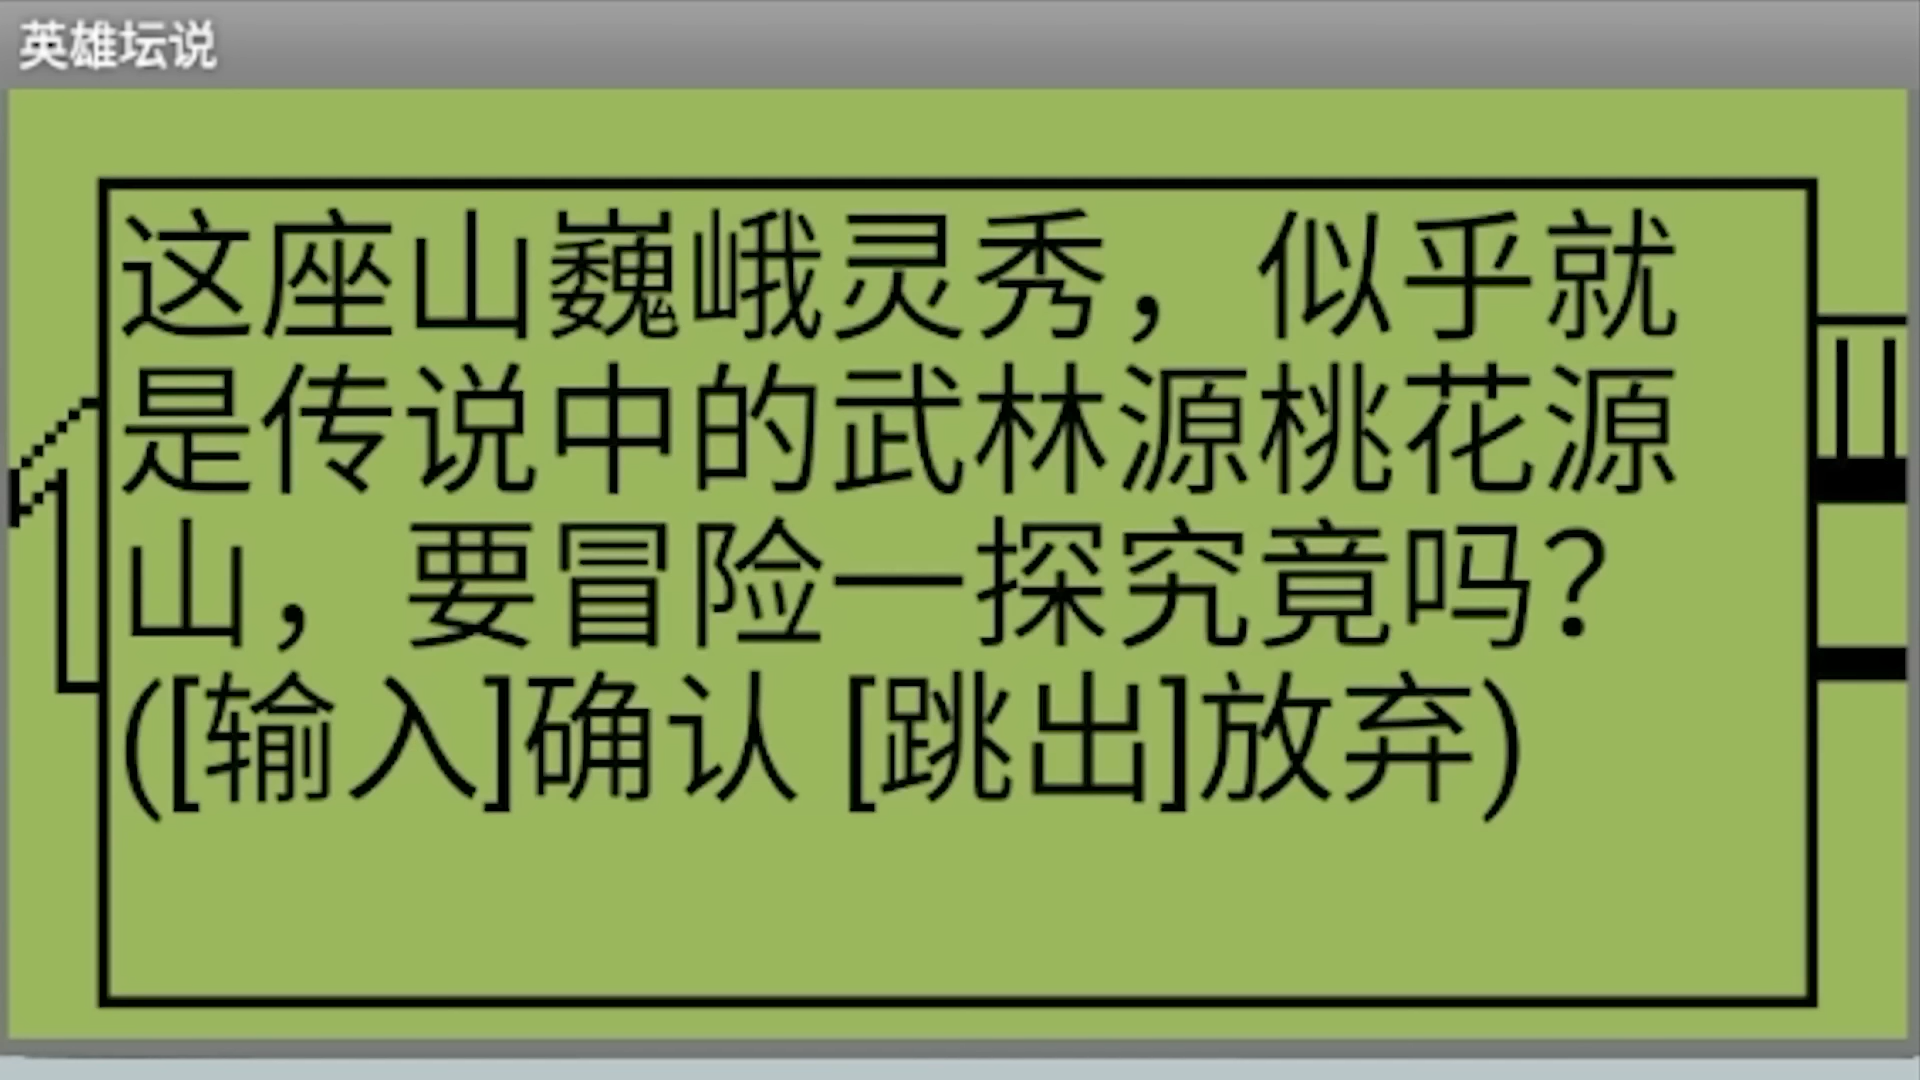 英雄坛说
这座山巍峨灵秀，似乎就
是传说中的武林源桃花源
山，要冒险一探究竟吗？
([输入]确认 [跳出]放弃)